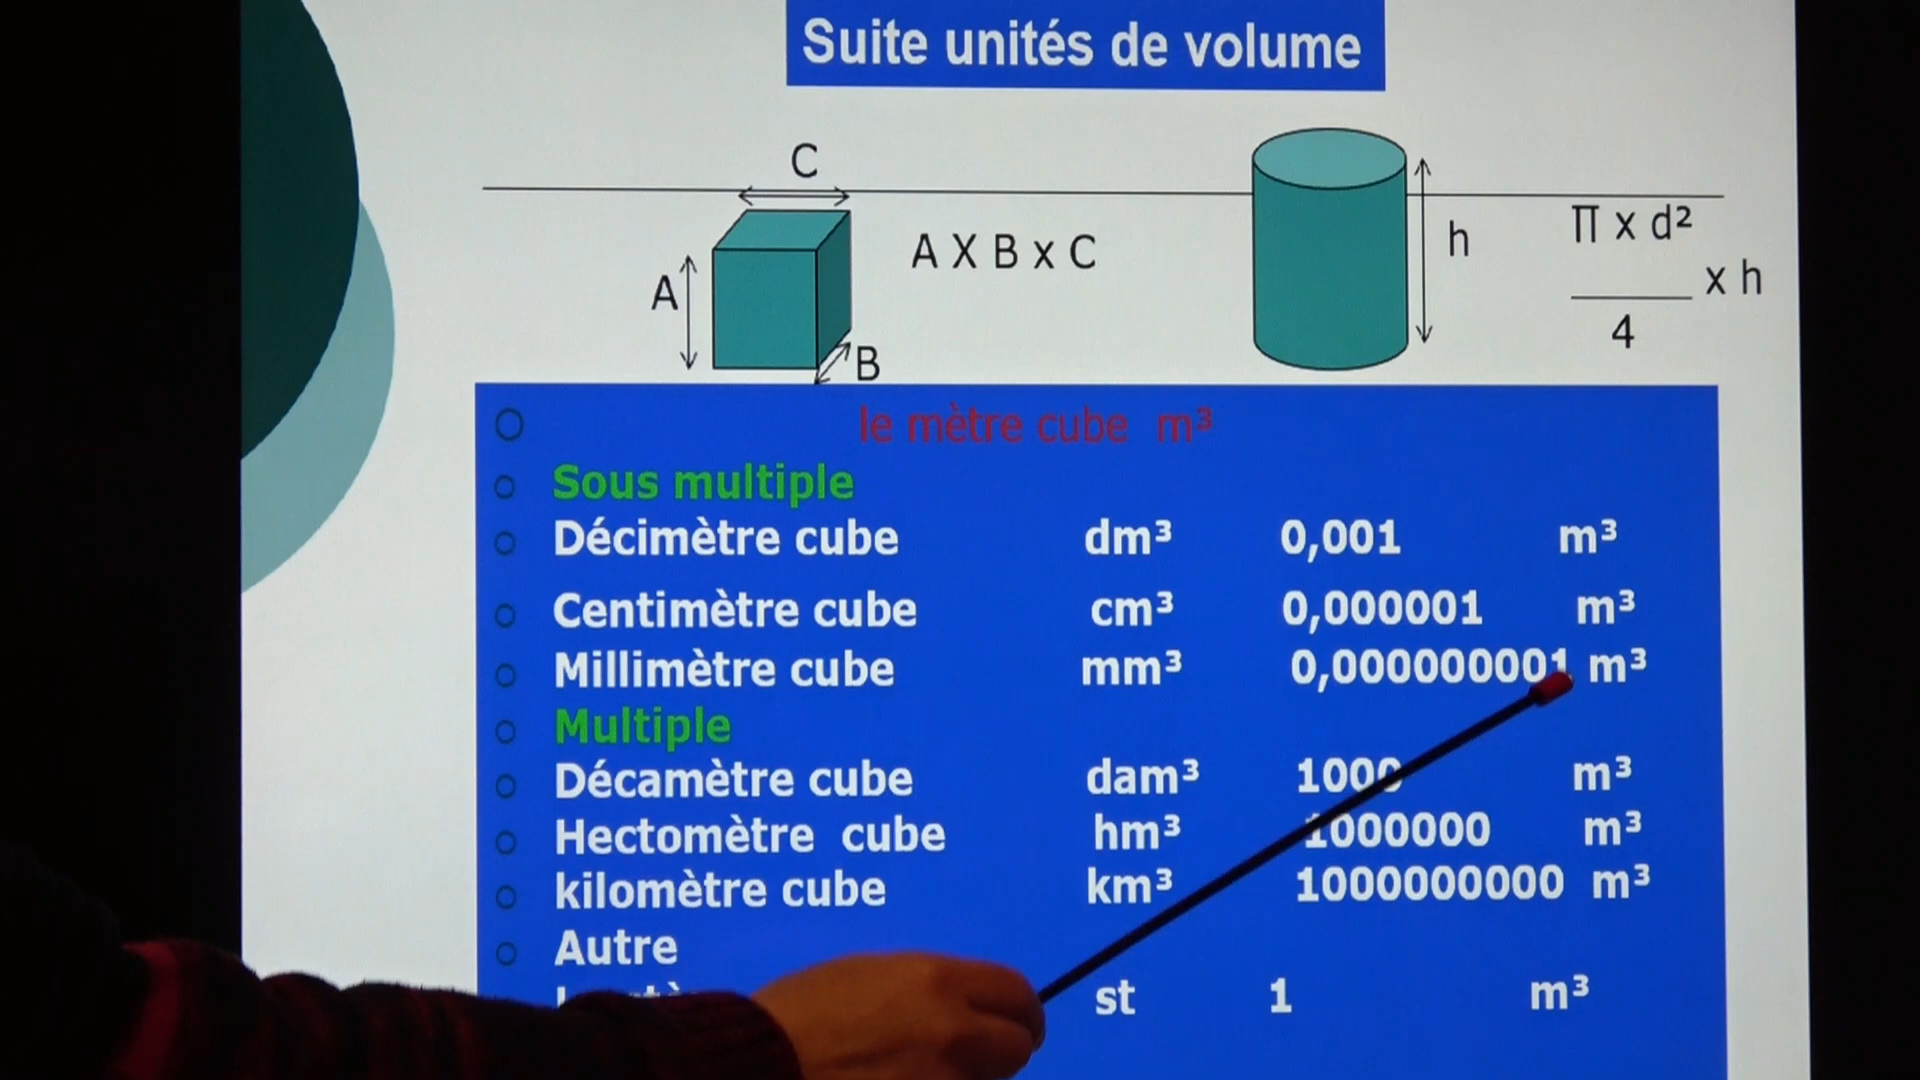 Suite unités de volume
C
A
B
A X B x C
h
Π x d²
x h
4
le mètre cube m³
Sous multiple
Décimètre cube dm³ 0,001 m³
Centimètre cube cm³ 0,000001 m³
Millimètre cube mm³ 0,000000001 m³
Multiple
Décamètre cube dam³ 1000 m³
Hectomètre cube hm³ 1000000 m³
kilomètre cube km³ 1000000000 m³
Autre
st 1 m³